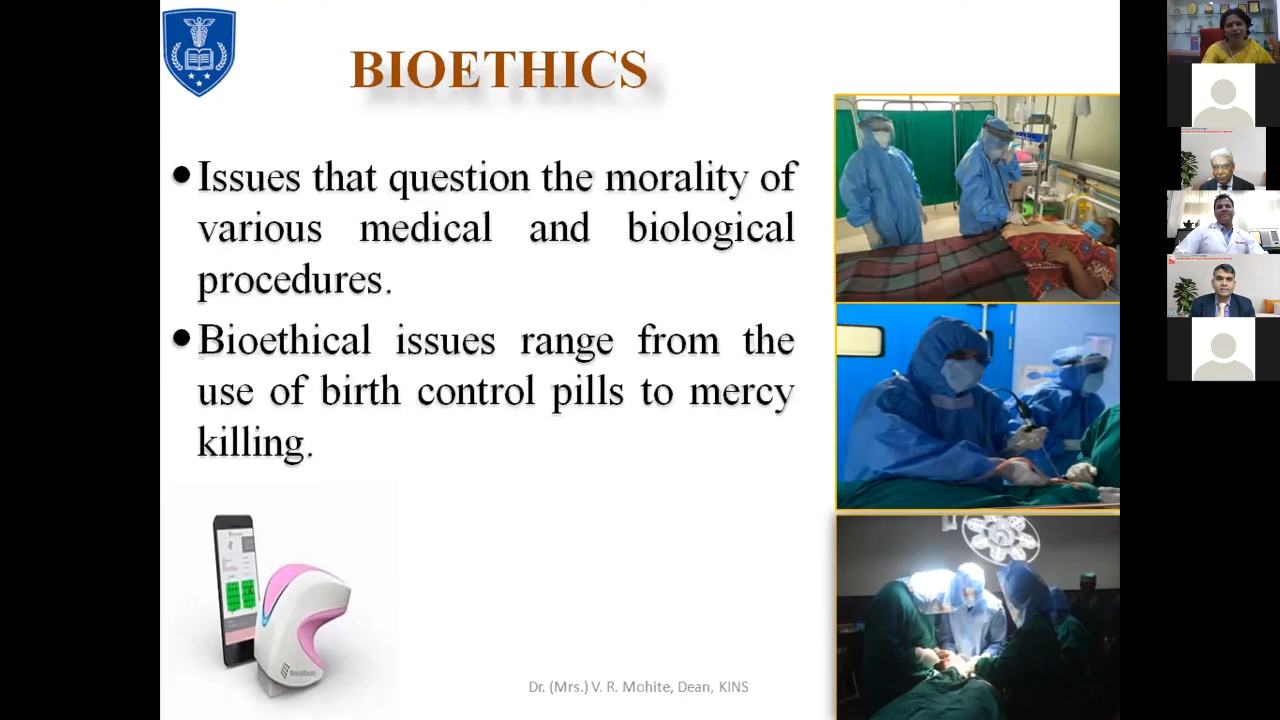 BIOETHICS
•Issues that question the morality of
various medical and biological
procedures.
•Bioethical issues range from the
use of birth control pills to mercy
killing.
Dr. (Mrs.) V. R. Mohite, Dean, KINS